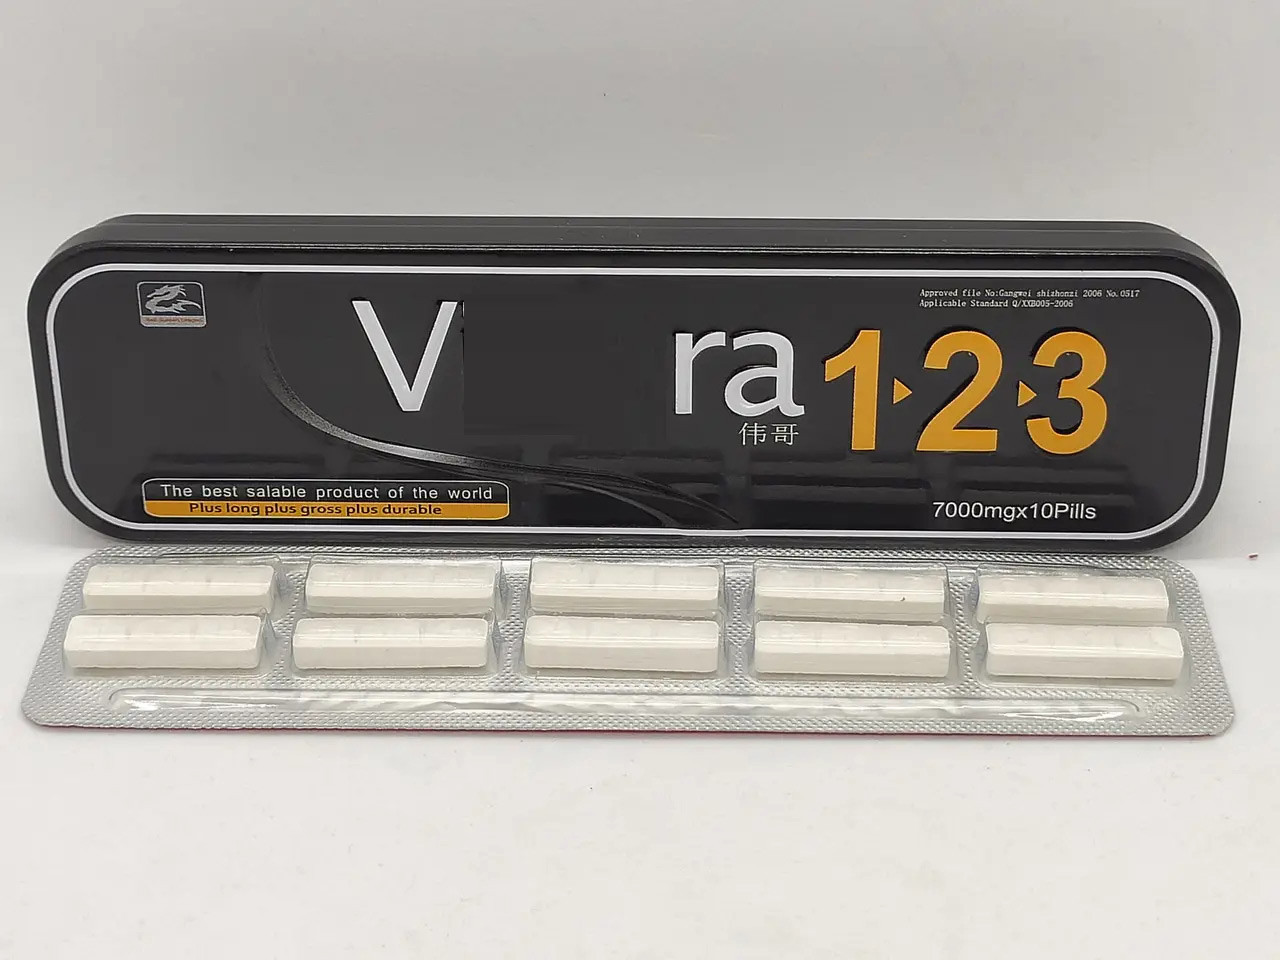 Approved file No:Gangwei shizhonzi 2006 No.0517
Applicable Standard Q/XXB005-2006
V ra 1▸2▸3
伟哥
The best salable product of the world
Plus long plus gross plus durable
7000mgx10Pills